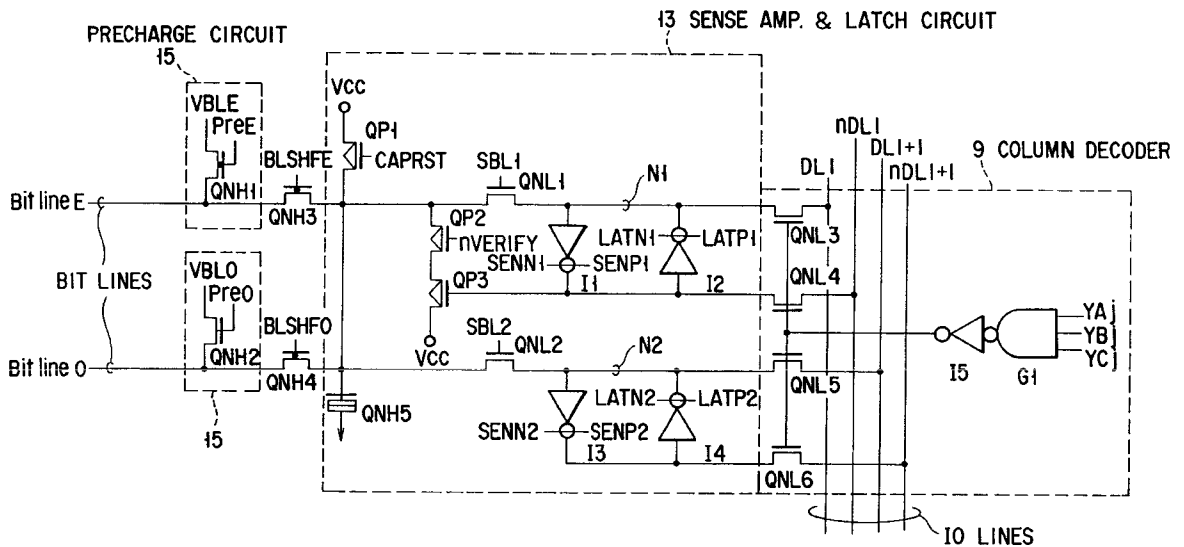 13 SENSE AMP. & LATCH CIRCUIT
PRECHARGE CIRCUIT
15
VCC
VBLE
PreE
QP1
nDLi
BLSHFE
CAPRST
SBL1
DLi+1
9 COLUMN DECODER
QNL1
N1
DLi
nDLi+1
Bit line E
QNH1
QNH3
QP2
nVERIFY
LATN1
LATP1
QNL3
SENN1
SENP1
VBLO
QP3
I1
I2
QNL4
BIT LINES
PreO
YAj
BLSHFO
SBL2
VCC
QNL2
N2
YBj
Bit line O
QNH2
QNH4
YCj
I5
G1
QNL5
QNH5
LATN2
LATP2
15
SENN2
SENP2
I3
I4
QNL6
IO LINES